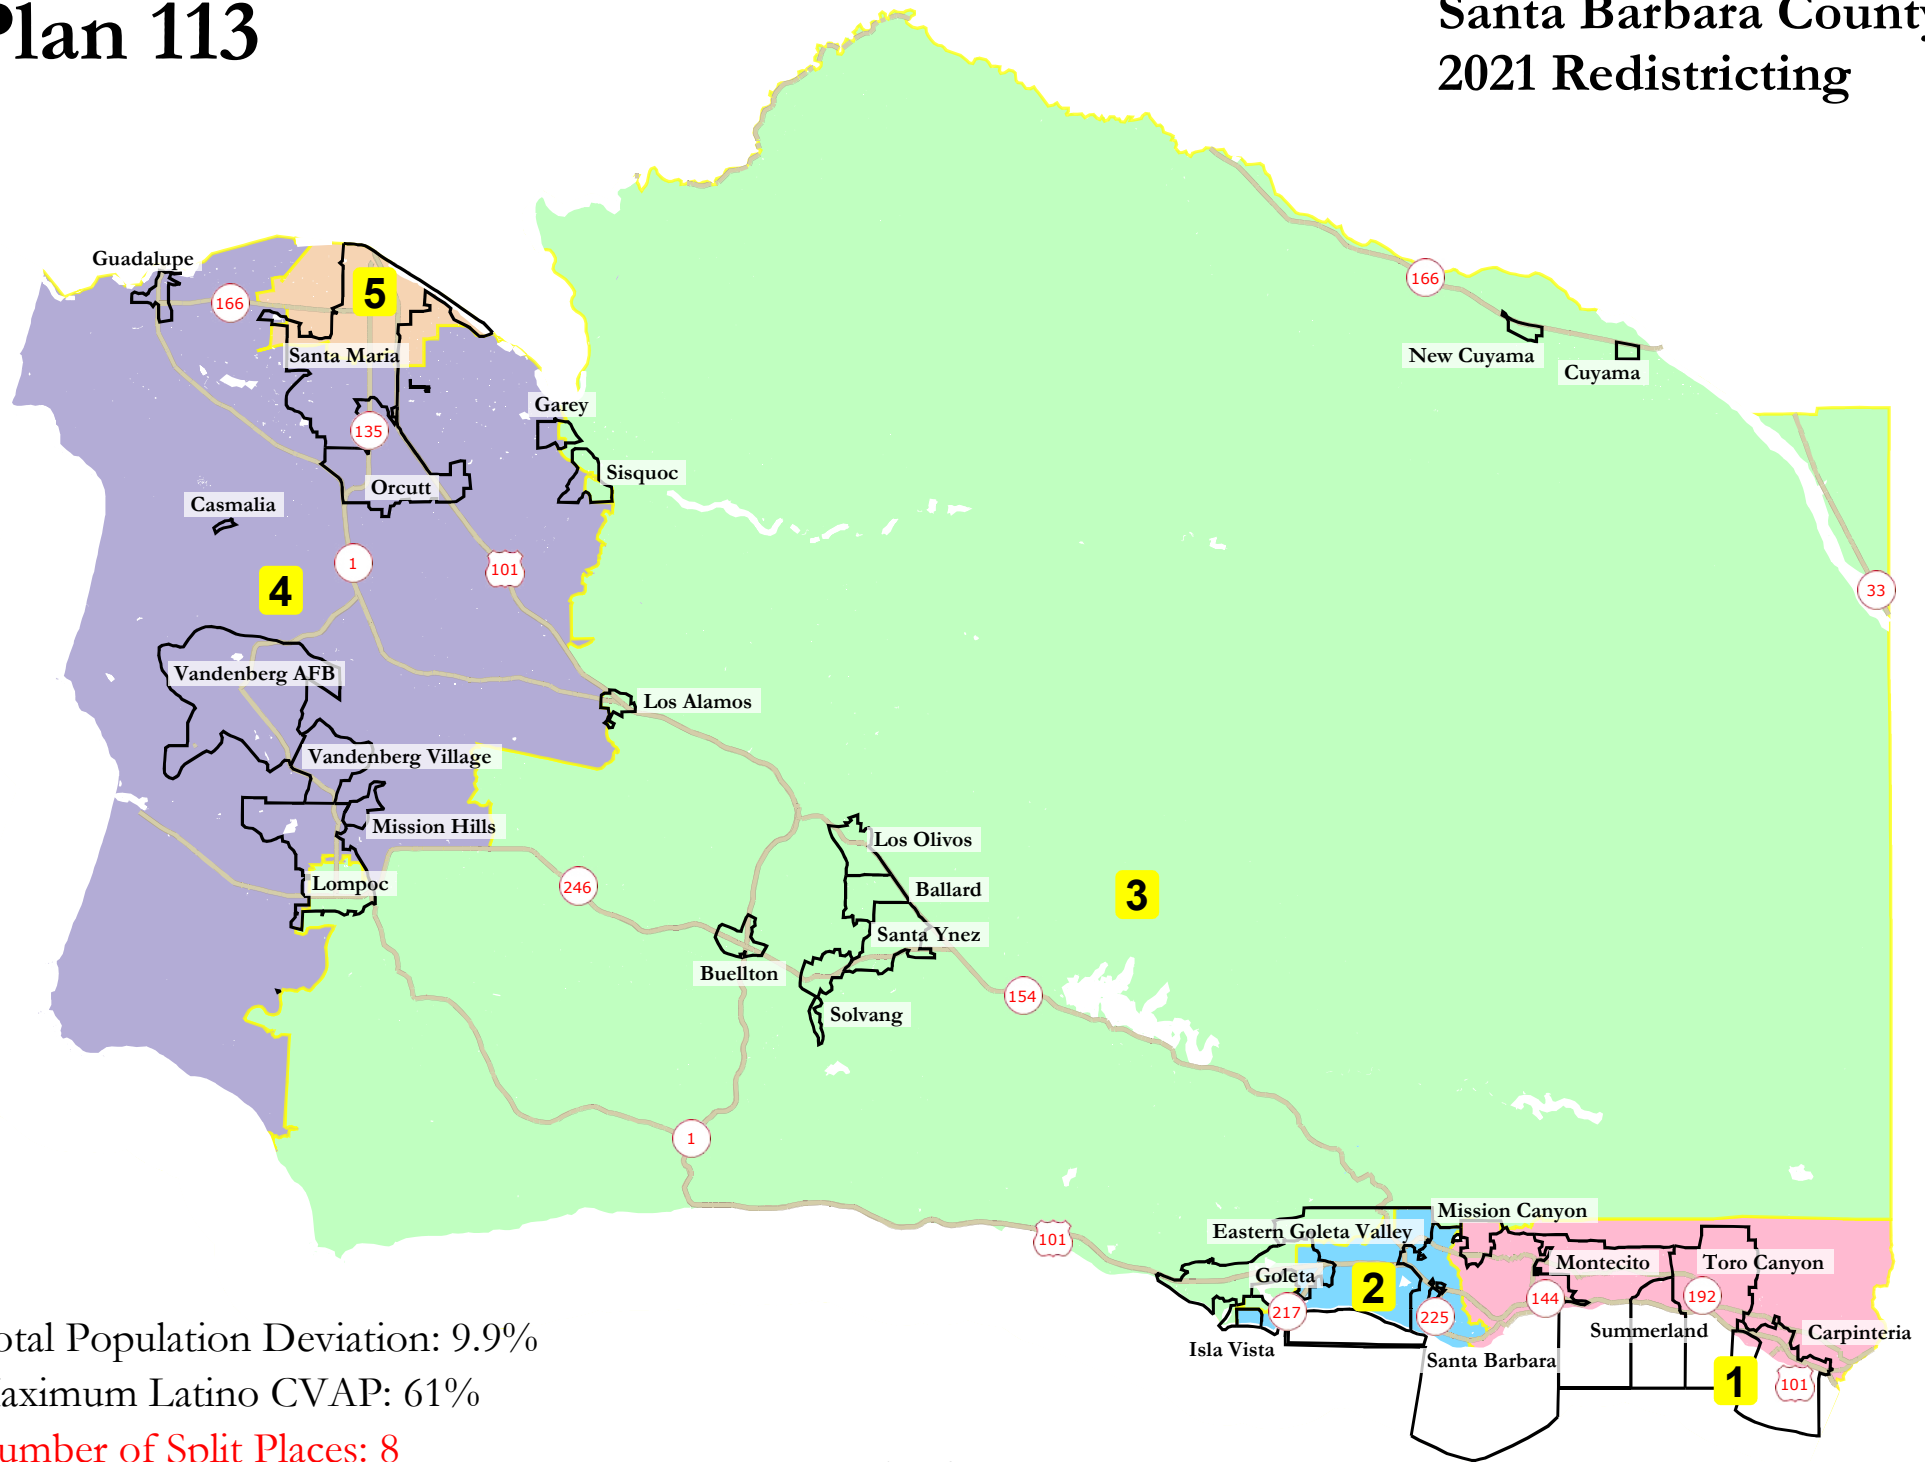 Plan 113
Santa Barbara County
2021 Redistricting
Guadalupe
166
5
Santa Maria
166
New Cuyama
Cuyama
Garey
135
Sisquoc
Orcutt
Casmalia
1
101
4
33
Vandenberg AFB
Los Alamos
Vandenberg Village
Mission Hills
Los Olivos
Lompoc
246
Ballard
3
Santa Ynez
Buellton
154
Solvang
1
101
Mission Canyon
Eastern Goleta Valley
Goleta
2
Montecito
Toro Canyon
217
225
144
192
Summerland
Carpinteria
Isla Vista
Santa Barbara
1
101
otal Population Deviation: 9.9%
aximum Latino CVAP: 61%
umber of Split Places: 8